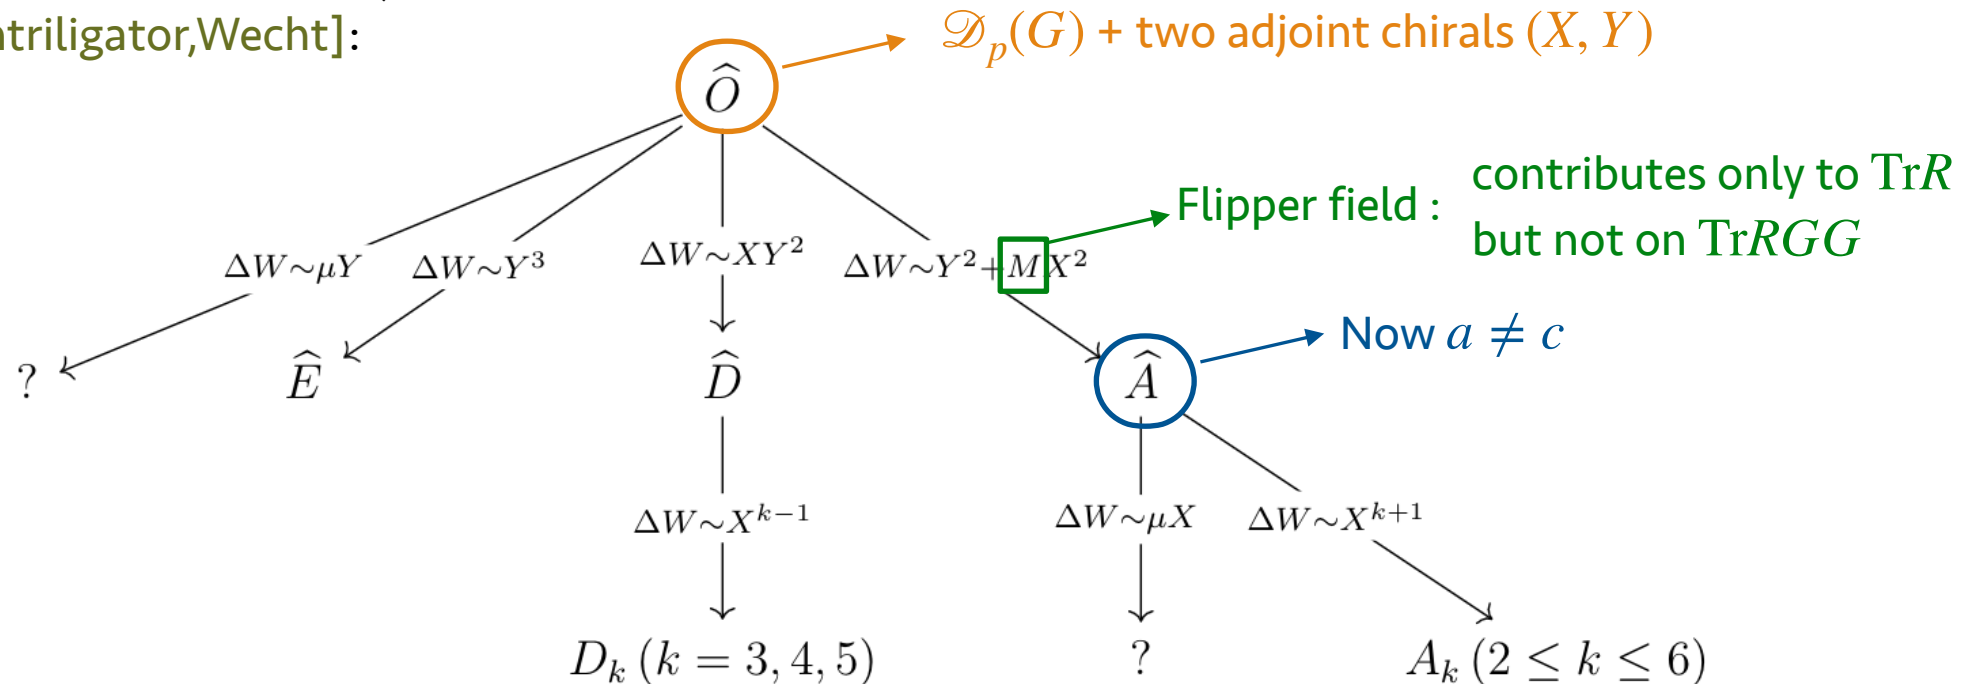 ntriligator,Wecht]:
𝒟_p(G) + two adjoint chirals (X, Y)
Ô
contributes only to TrR
Flipper field :
but not on TrRGG
ΔW∼μY
ΔW∼Y³
ΔW∼XY²
ΔW∼Y²+MX²
Now a ≠ c
?
Ê
D̂
Â
ΔW∼X^{k−1}
ΔW∼μX
ΔW∼X^{k+1}
D_k (k = 3, 4, 5)
?
A_k (2 ≤ k ≤ 6)